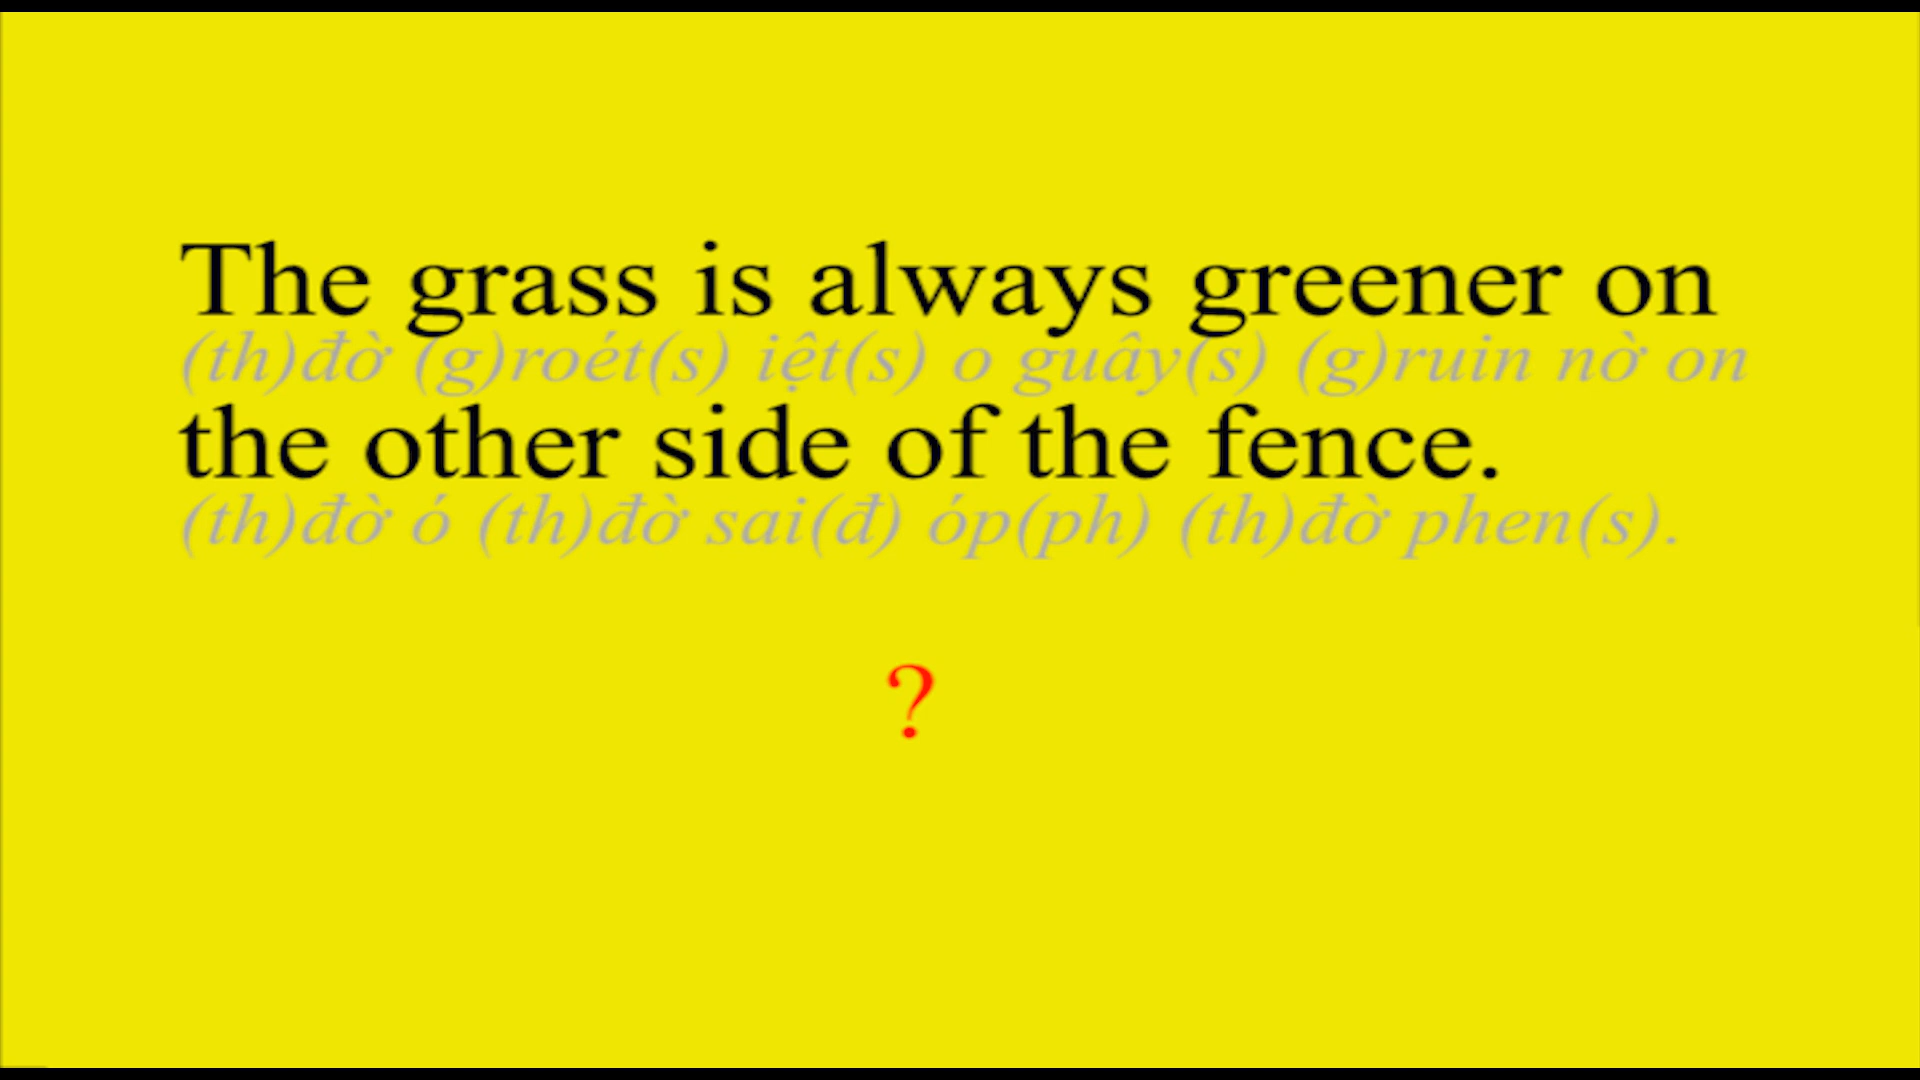 The grass is always greener on
(th)đờ (g)roét(s) iệt(s) o guây(s) (g)ruin nờ on
the other side of the fence.
(th)đờ ó (th)đờ sai(đ) óp(ph) (th)đờ phen(s).
?